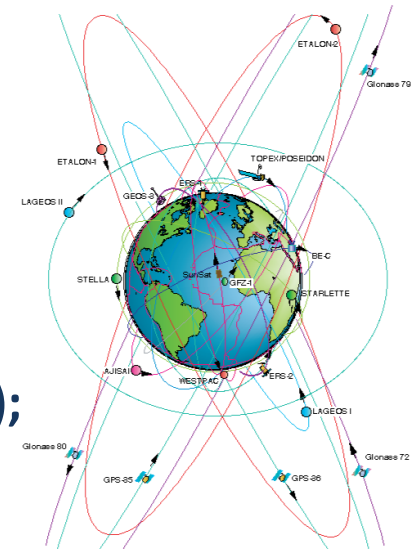 ETALON-2
Glonass 79
ETALON-1
TOPEX/POSEIDON
ERS-1
GEOS-3
LAGEOS II
BE-C
SunSat
STELLA
GFZ-1
STARLETTE
AJISAI
WESTPAC
ERS-2
);
LAGEOS I
Glonass 80
Glonass 72
GPS-35
GPS-36